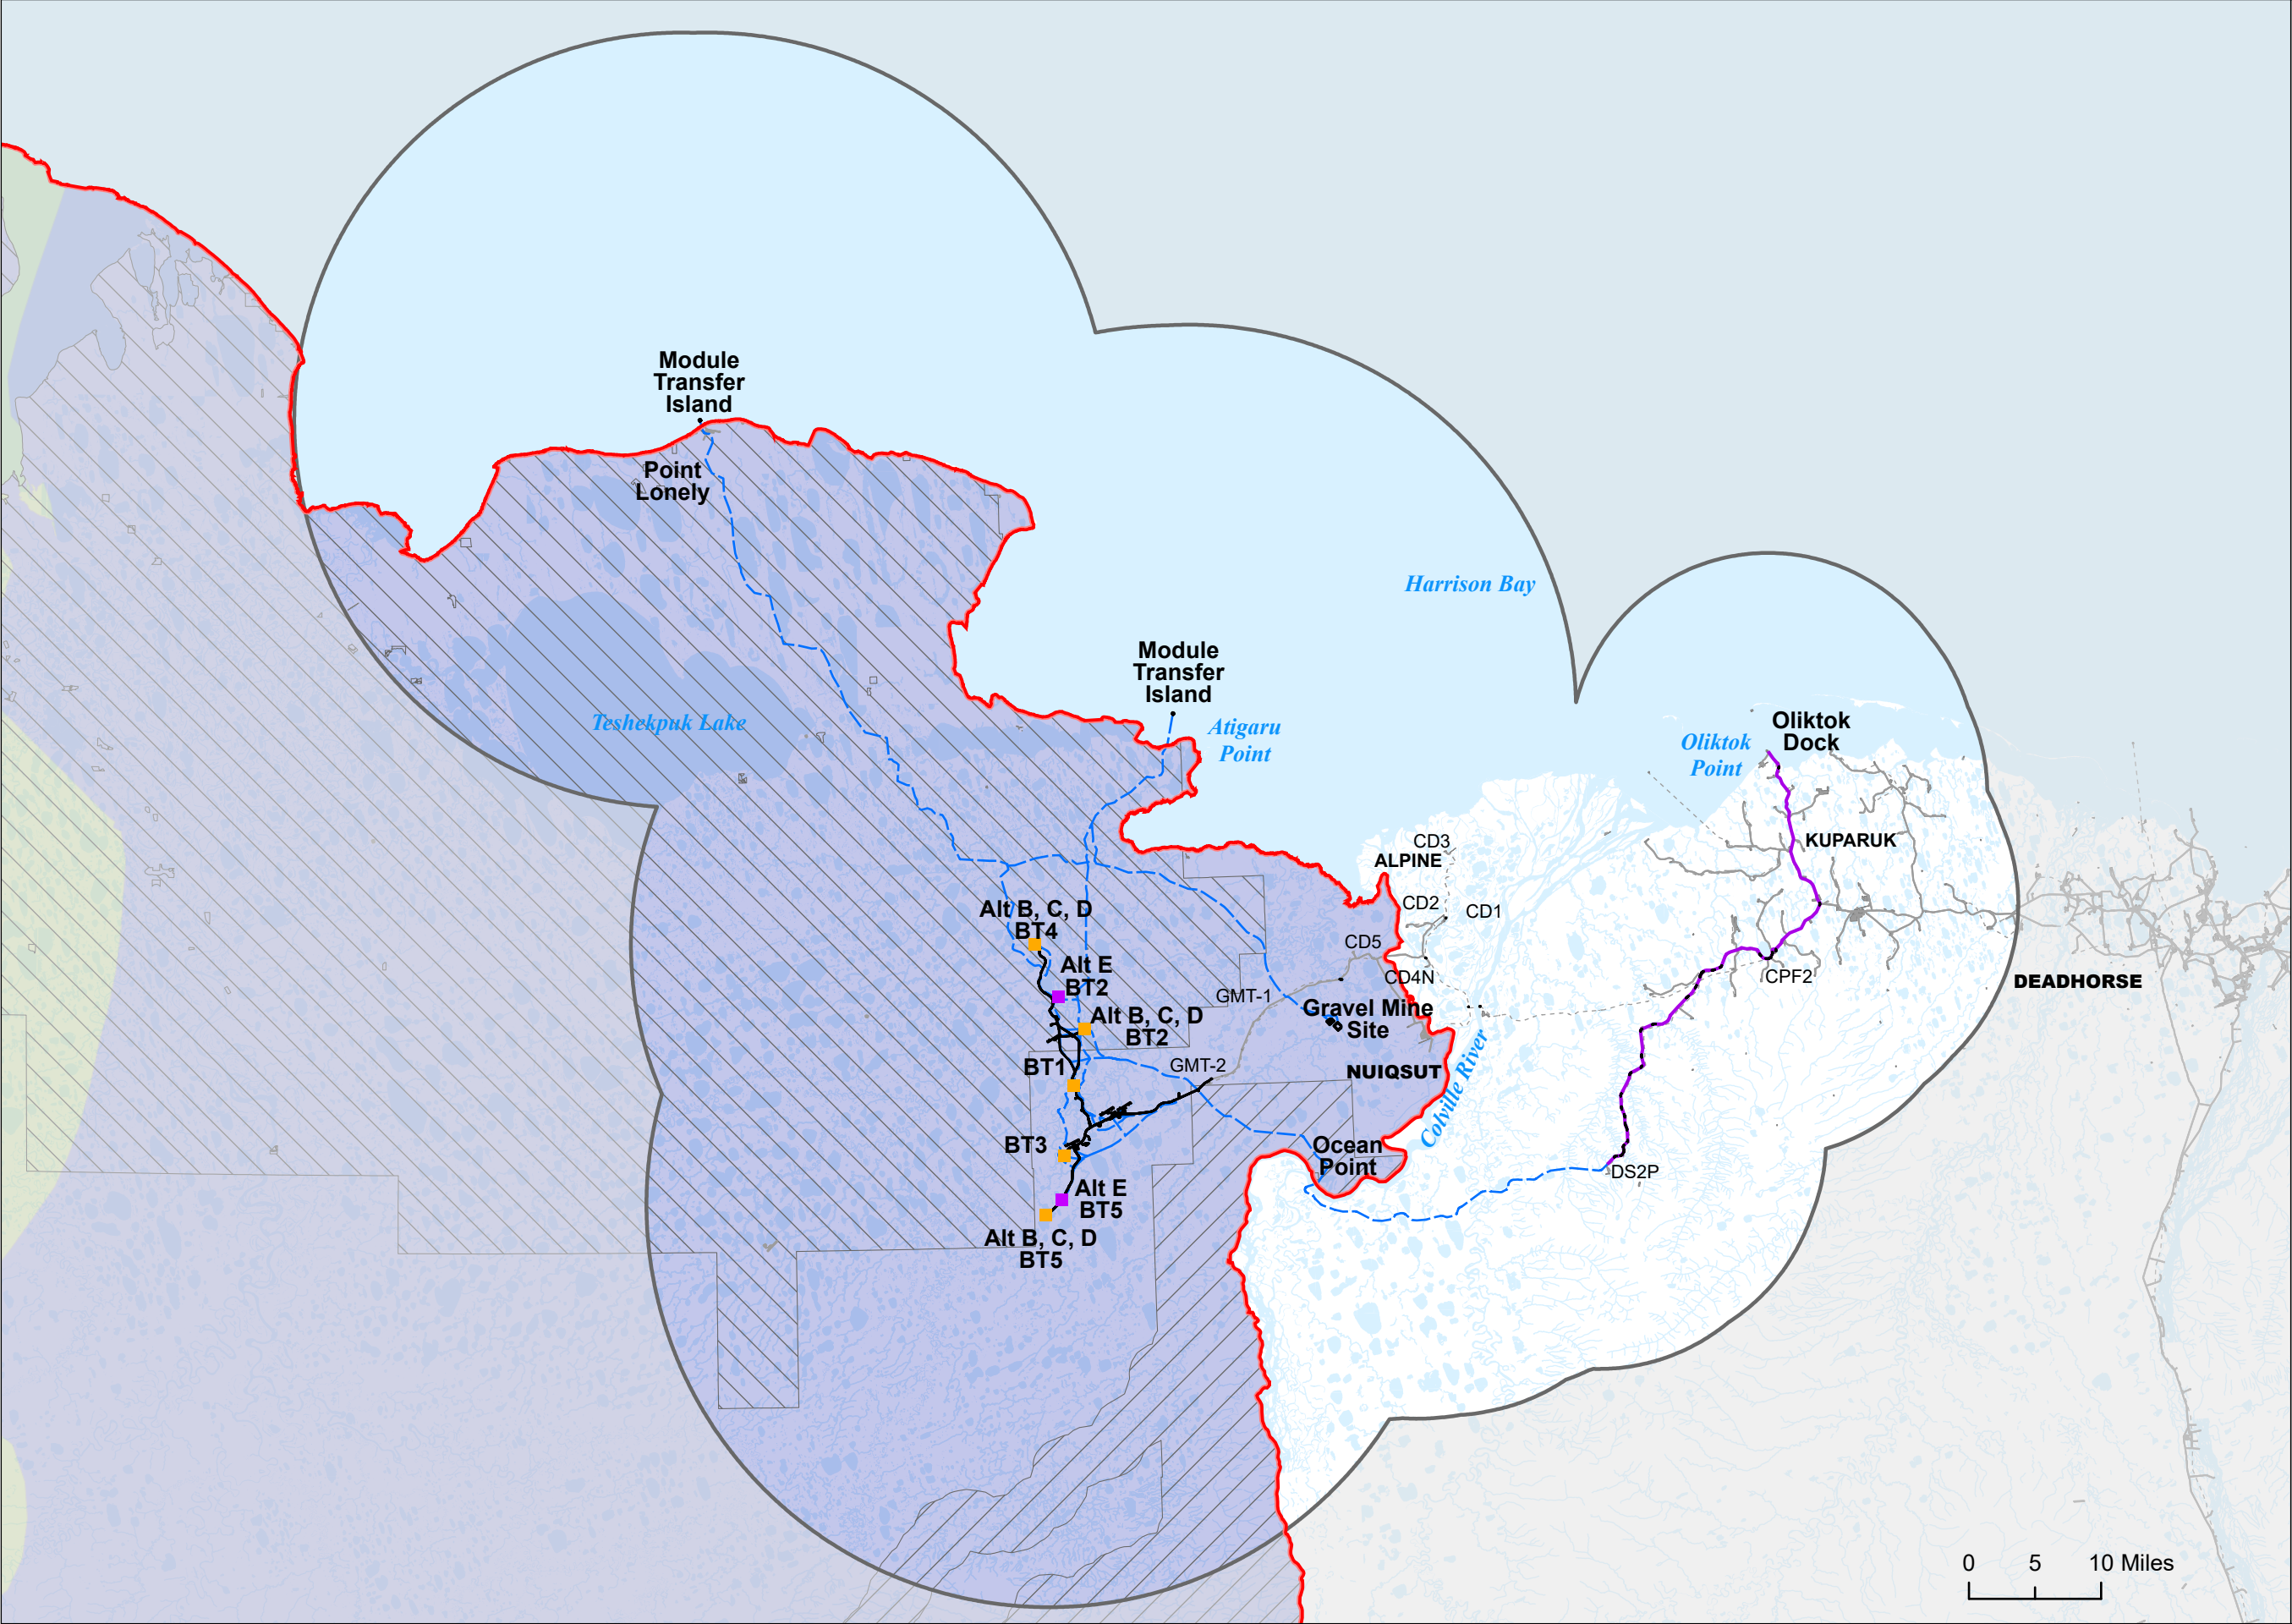 Module
Transfer
Island
Point
Lonely
Harrison Bay
Module
Transfer
Island
Atigaru
Point
Teshekpuk Lake
Oliktok
Dock
Oliktok
Point
KUPARUK
CD3
ALPINE
CD2
CD1
Alt B, C, D
BT4
CD5
CD4N
Alt E
BT2
CPF2
DEADHORSE
GMT-1
Gravel Mine
Site
Alt B, C, D
BT2
BT1
GMT-2
NUIQSUT
Colville River
BT3
Ocean
Point
DS2P
Alt E
BT5
Alt B, C, D
BT5
0 5 10 Miles